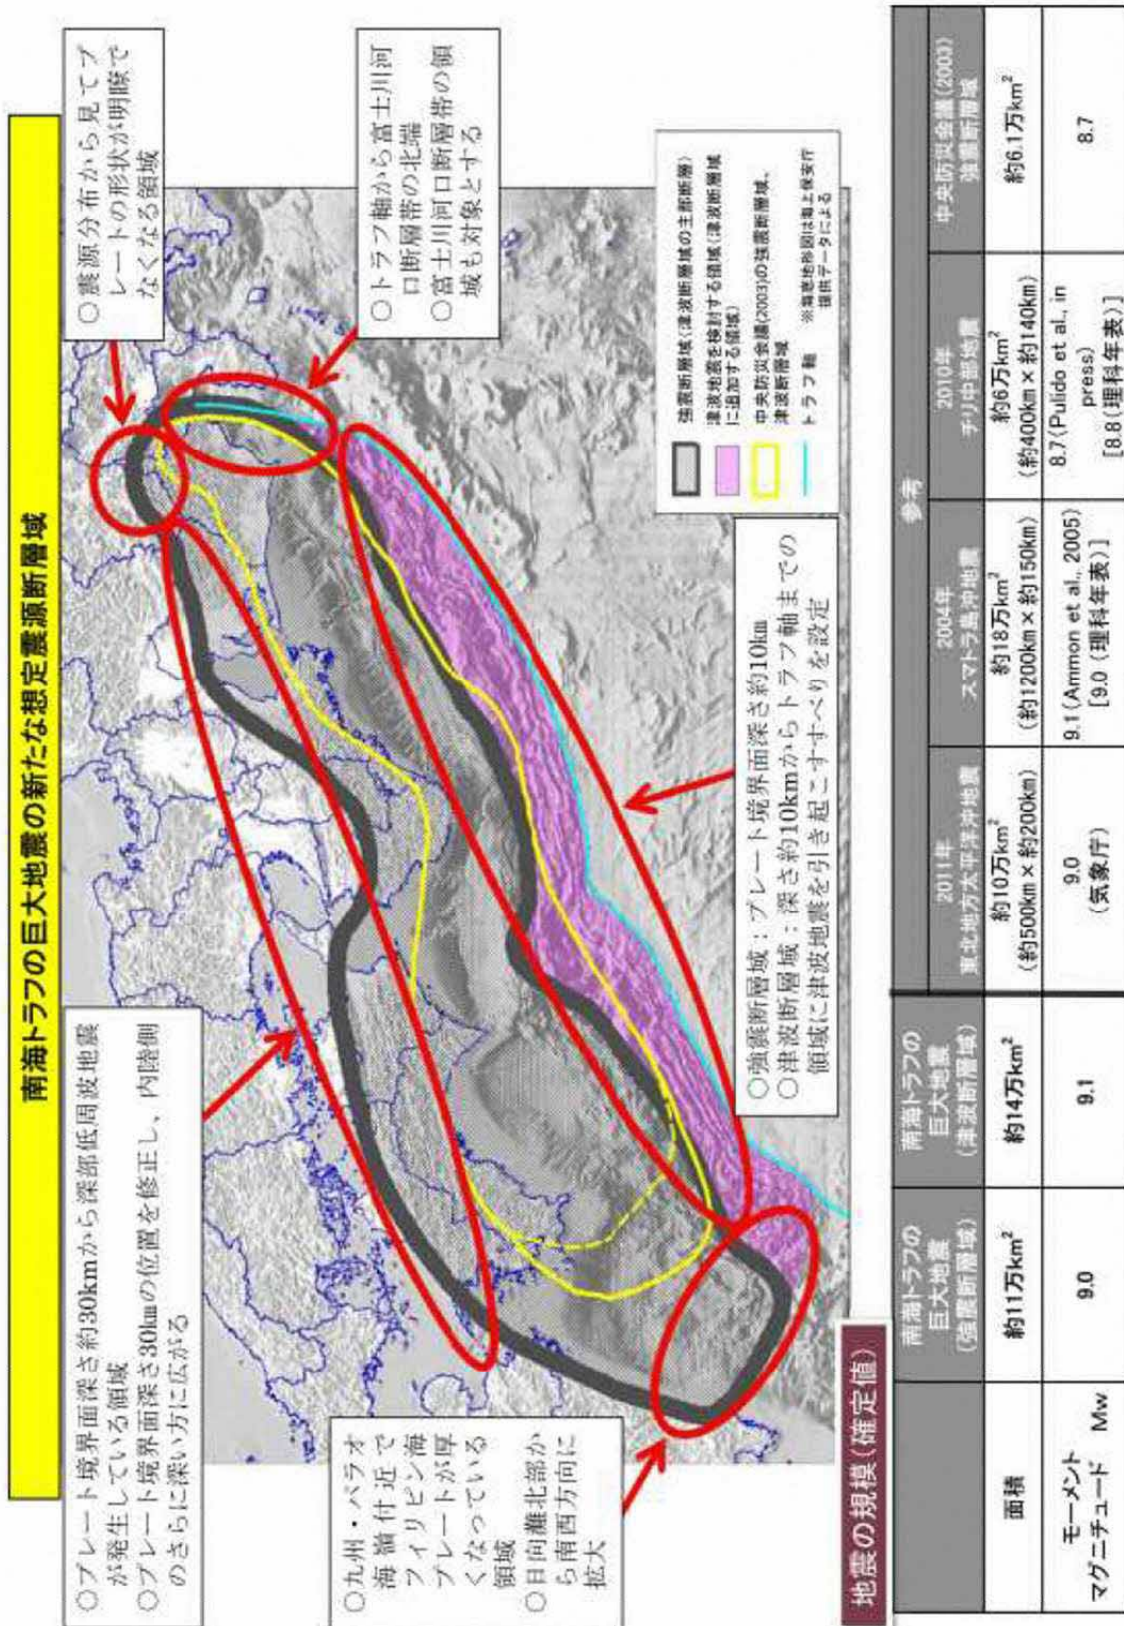 南海トラフの巨大地震の新たな想定震源断層域
○プレート境界面深さ約30kmから深部低周波地震
が発生している領域
○プレート境界面深さ30㎞の位置を修正し、内陸側
のさらに深い方に広がる
○震源分布から見てプ
レートの形状が明瞭で
なくなる領域
○トラフ軸から富士川河
口断層帯の北端
○富士川河口断層帯の領
域も対象とする
○九州・パラオ
海嶺付近で
フィリピン海
プレートが厚
くなっている
領域
○日向灘北部か
ら南西方向に
拡大
○強震断層域：プレート境界面深さ約10km
○津波断層域：深さ約10kmからトラフ軸までの
領域に津波地震を引き起こすすべりを設定
強震断層域(津波断層域の主部断層)
津波地震を検討する領域(津波断層域
に追加する領域)
中央防災会議(2003)の強震断層域、
津波断層域
トラフ軸
※海底地形図は海上保安庁
提供データによる
地震の規模(確定値)
南海トラフの
巨大地震
(強震断層域)
南海トラフの
巨大地震
(津波断層域)
参考
2011年
東北地方太平洋沖地震
2004年
スマトラ島沖地震
2010年
チリ中部地震
中央防災会議(2003)
強震断層域
面積
約11万km²
約14万km²
約10万km²
(約500km×約200km)
約18万km²
(約1200km×約150km)
約6万km²
(約400km×約140km)
約6.1万km²
モーメント
マグニチュード Mw
9.0
9.1
9.0
(気象庁)
9.1(Ammon et al., 2005)
[9.0 (理科年表)]
8.7(Pulido et al., in
press)
[8.8(理科年表)]
8.7